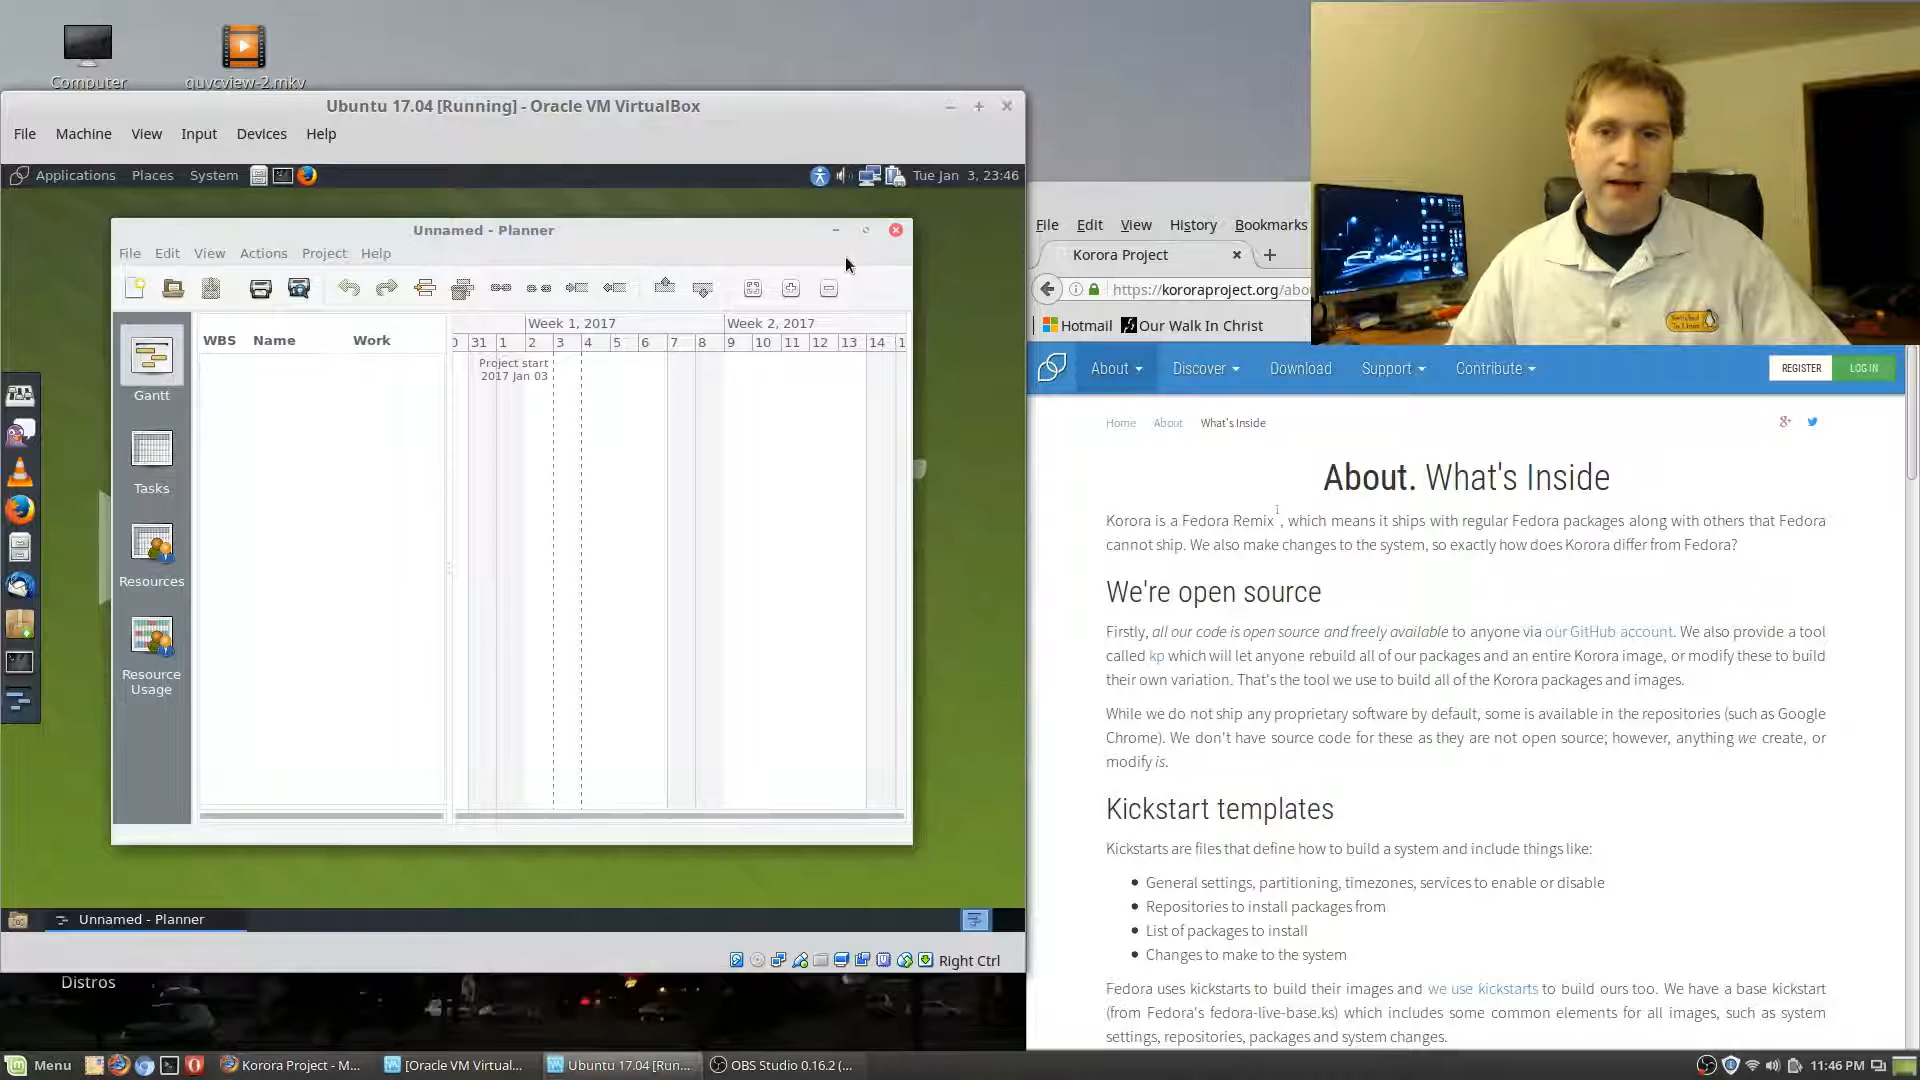 Computer
quvcview-2.mkv
Ubuntu 17.04 [Running] - Oracle VM VirtualBox
File Machine View Input Devices Help
Applications Places System
Tue Jan 3, 23:46
Unnamed - Planner
File Edit View Actions Project Help
WBS Name Work
Week 1, 2017 Week 2, 2017
0 31 1 2 3 4 5 6 7 8 9 10 11 12 13 14 1
Project start
2017 Jan 03
Gantt
Tasks
Resources
Resource
Usage
Unnamed - Planner
Right Ctrl
Distros
File Edit View History Bookmarks
Korora Project
https://kororaproject.org/abo
Hotmail Our Walk In Christ
About Discover Download Support Contribute REGISTER LOG IN
Home About What's Inside
About. What's Inside
Korora is a Fedora Remix, which means it ships with regular Fedora packages along with others that Fedora
cannot ship. We also make changes to the system, so exactly how does Korora differ from Fedora?
We're open source
Firstly, all our code is open source and freely available to anyone via our GitHub account. We also provide a tool
called kp which will let anyone rebuild all of our packages and an entire Korora image, or modify these to build
their own variation. That's the tool we use to build all of the Korora packages and images.
While we do not ship any proprietary software by default, some is available in the repositories (such as Google
Chrome). We don't have source code for these as they are not open source; however, anything we create, or
modify is.
Kickstart templates
Kickstarts are files that define how to build a system and include things like:
General settings, partitioning, timezones, services to enable or disable
Repositories to install packages from
List of packages to install
Changes to make to the system
Fedora uses kickstarts to build their images and we use kickstarts to build ours too. We have a base kickstart
(from Fedora's fedora-live-base.ks) which includes some common elements for all images, such as system
settings, repositories, packages and system changes.
Menu
Korora Project - M...
[Oracle VM Virtual...
Ubuntu 17.04 [Run...
OBS Studio 0.16.2 (...
11:46 PM